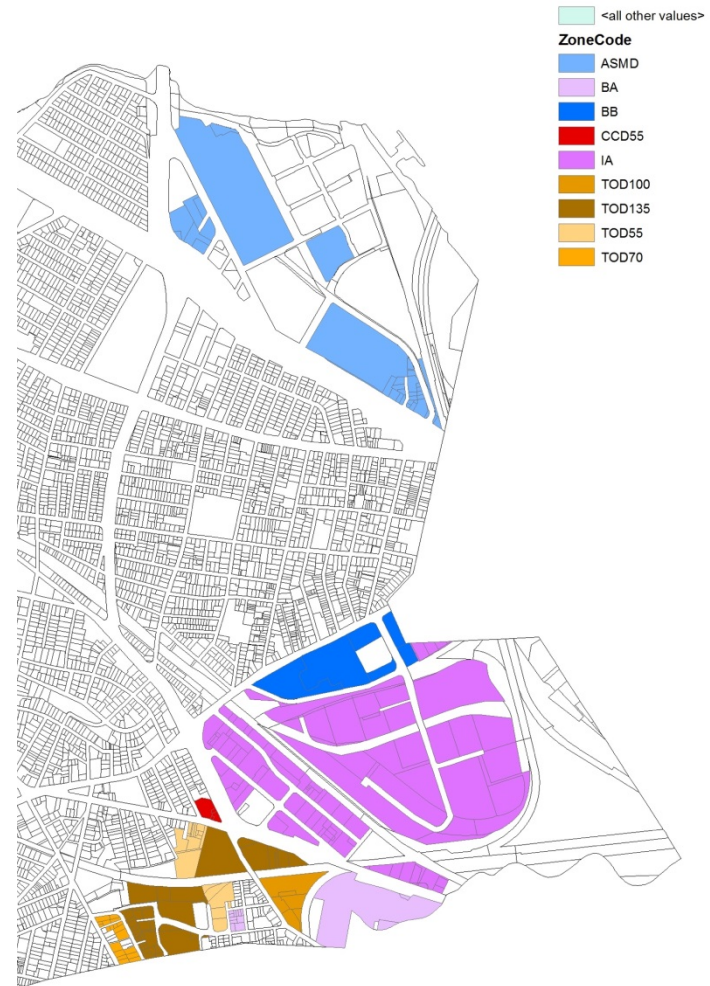 <all other values>
ZoneCode
ASMD
BA
BB
CCD55
IA
TOD100
TOD135
TOD55
TOD70